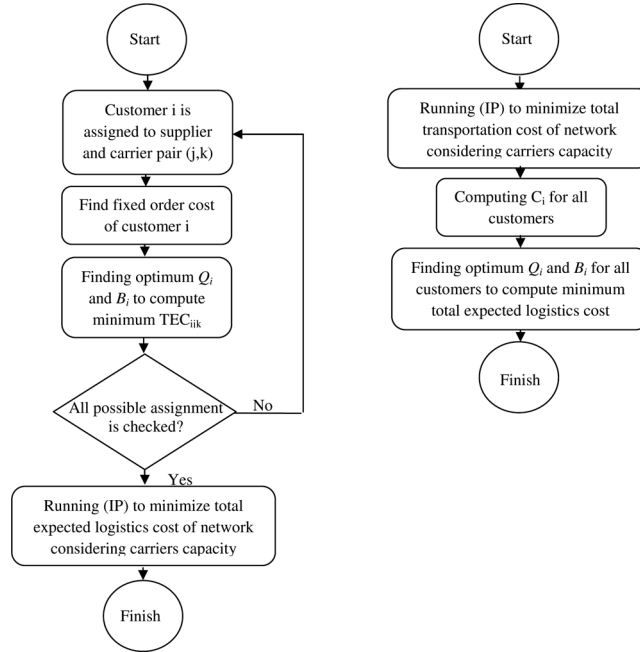 Start
Customer i is
assigned to supplier
and carrier pair (j,k)
Find fixed order cost
of customer i
Finding optimum Qi
and Bi to compute
minimum TECijk
All possible assignment
is checked?
No
Yes
Running (IP) to minimize total
expected logistics cost of network
considering carriers capacity
Finish
Start
Running (IP) to minimize total
transportation cost of network
considering carriers capacity
Computing Ci for all
customers
Finding optimum Qi and Bi for all
customers to compute minimum
total expected logistics cost
Finish